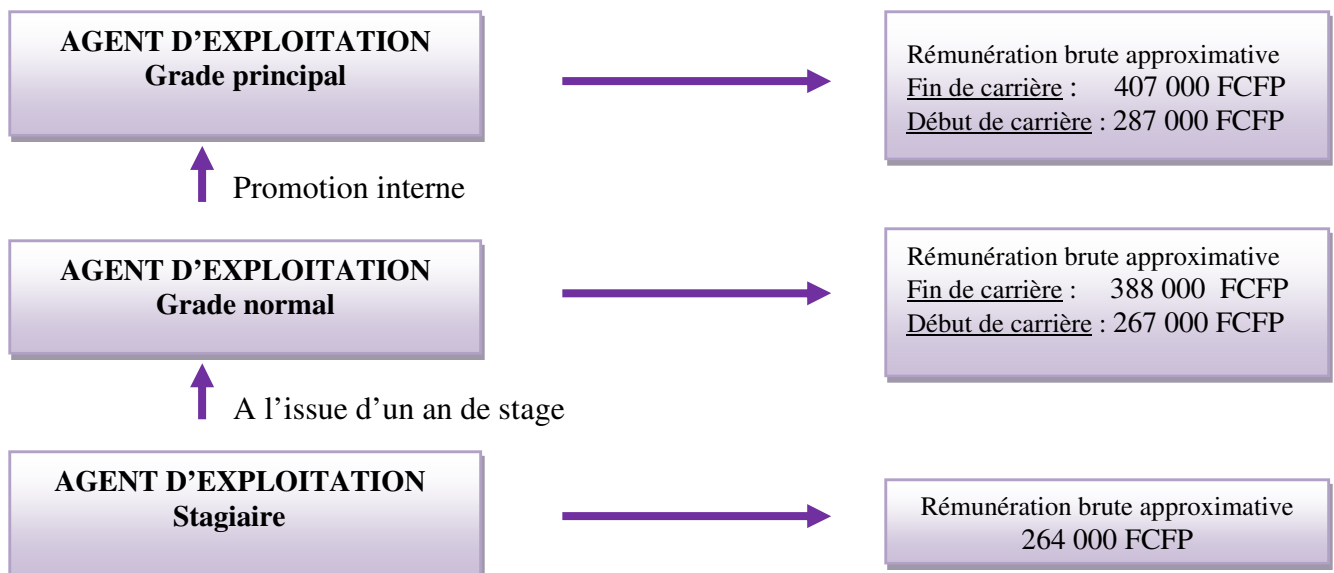 AGENT D’EXPLOITATION
Grade principal
Rémunération brute approximative
Fin de carrière : 407 000 FCFP
Début de carrière : 287 000 FCFP
Promotion interne
AGENT D’EXPLOITATION
Grade normal
Rémunération brute approximative
Fin de carrière : 388 000 FCFP
Début de carrière : 267 000 FCFP
A l’issue d’un an de stage
AGENT D’EXPLOITATION
Stagiaire
Rémunération brute approximative
264 000 FCFP